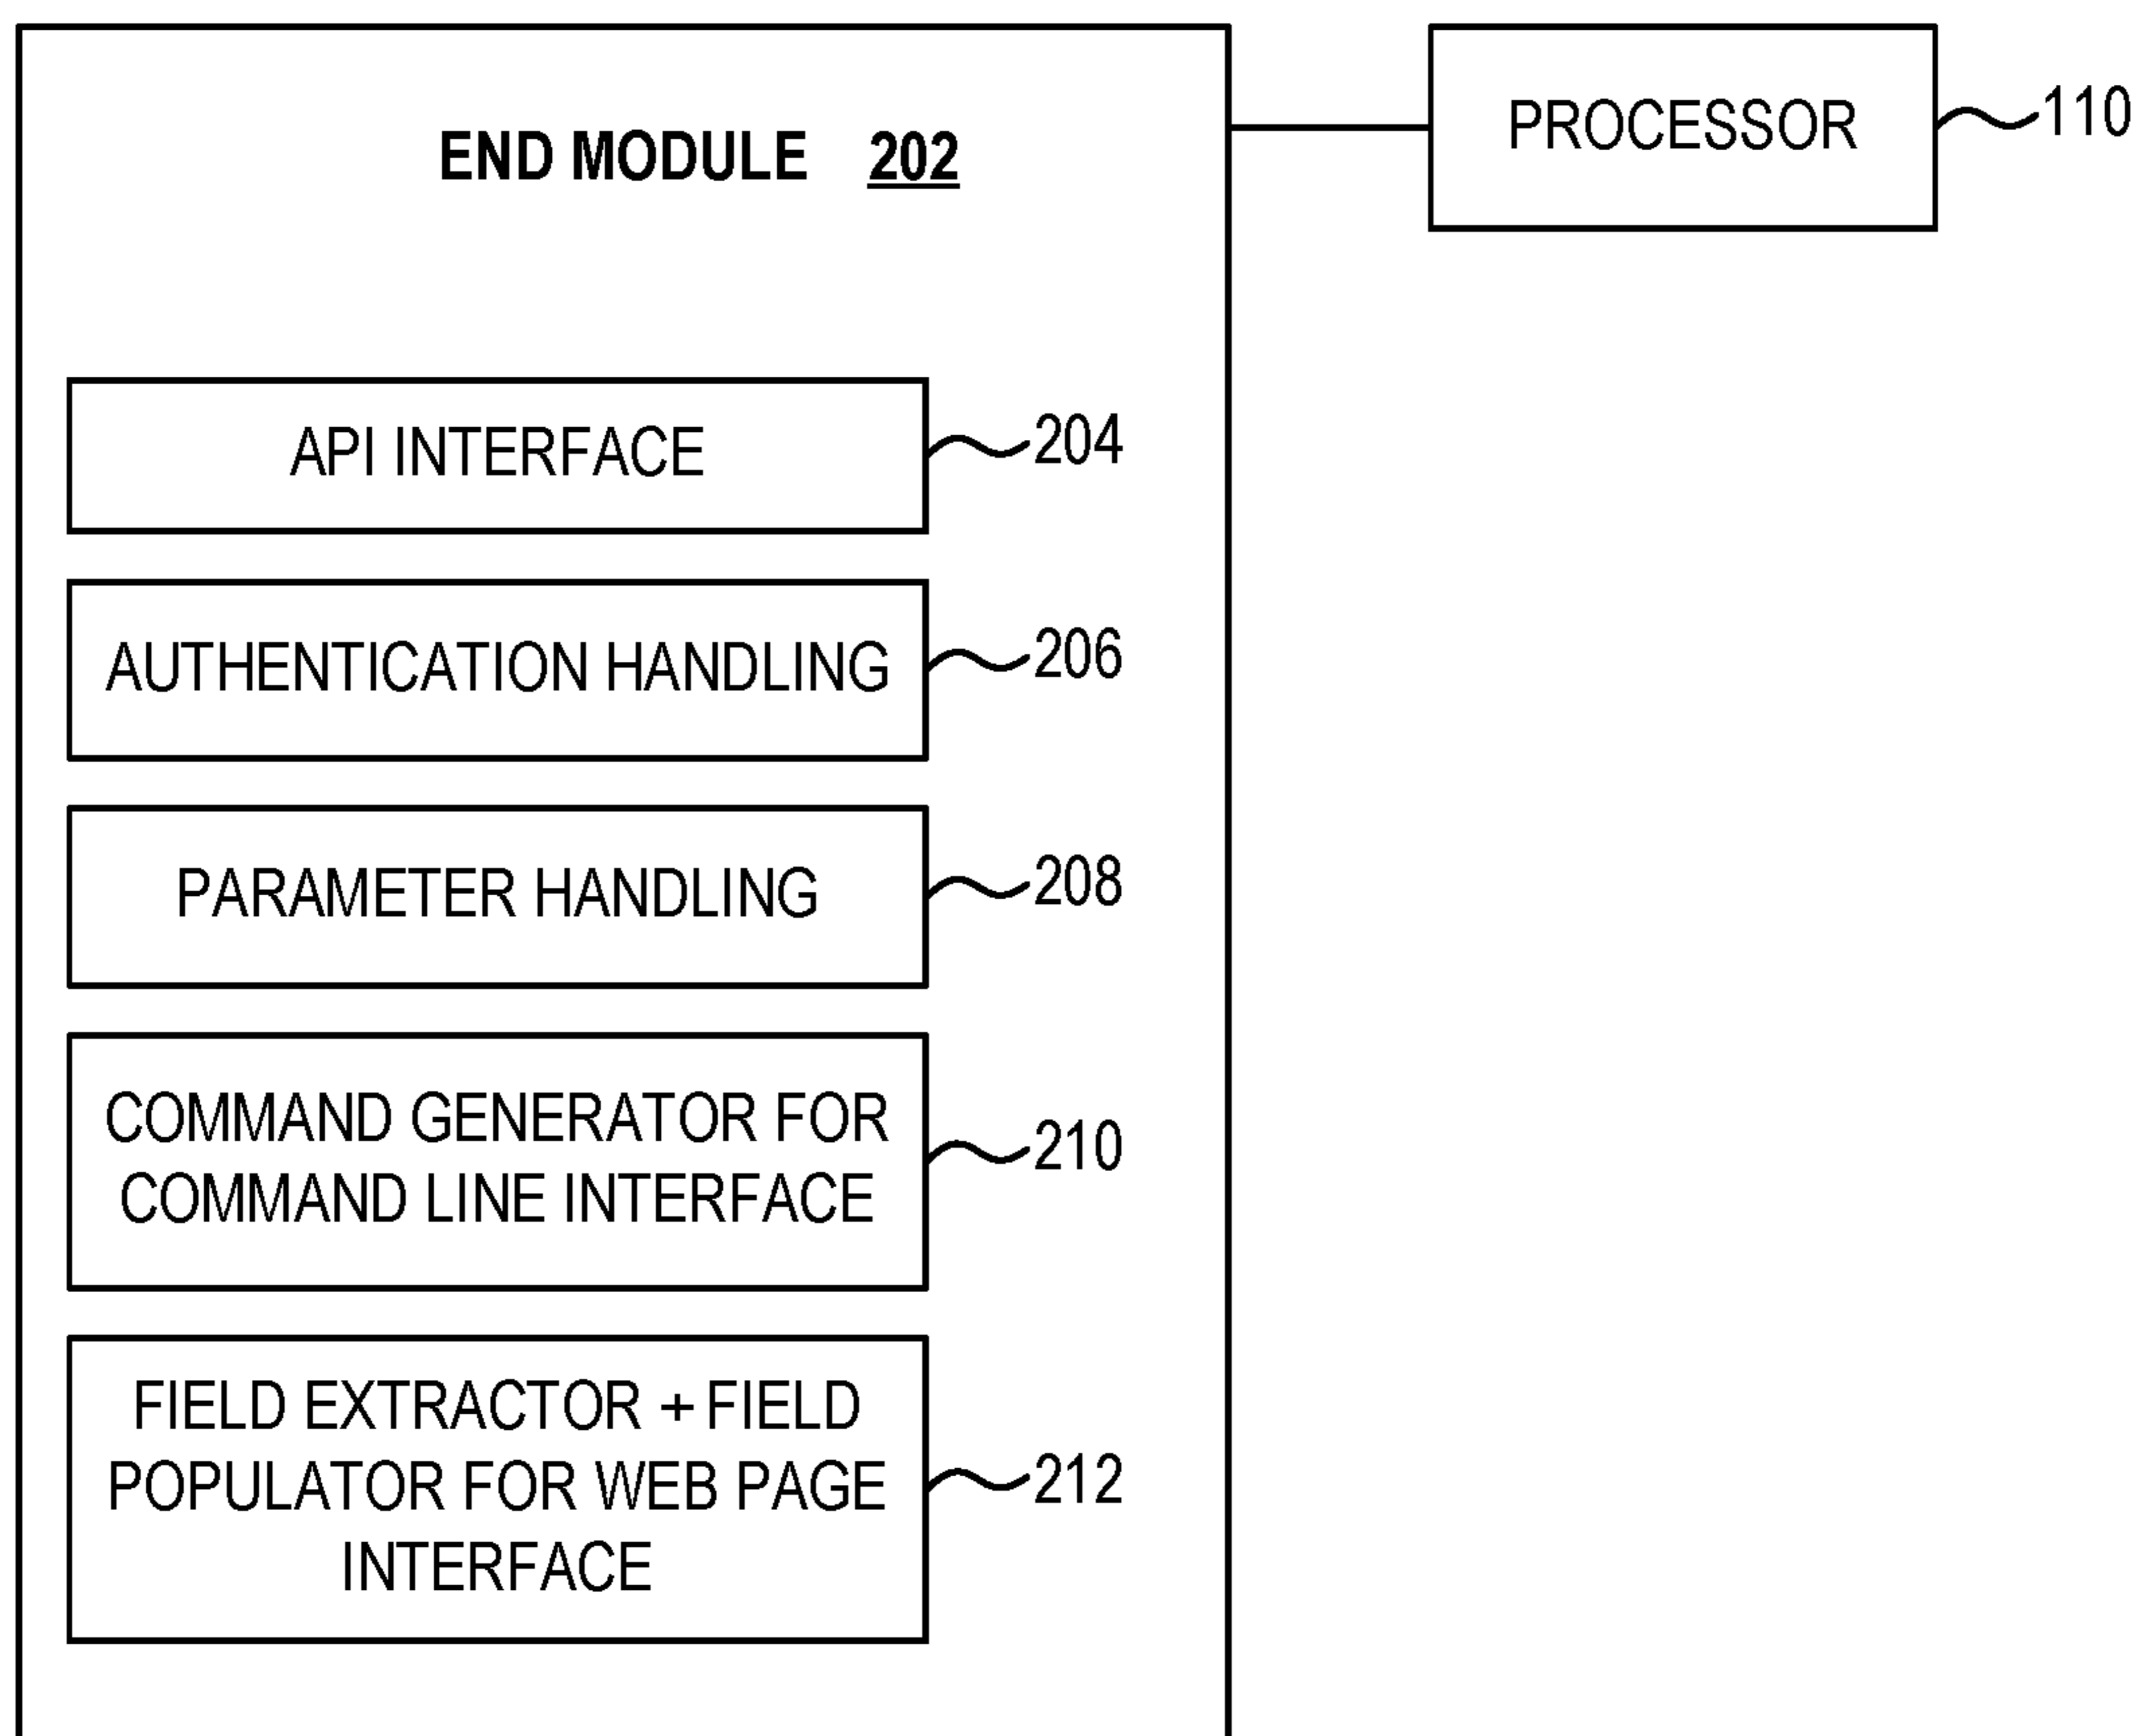 END MODULE 202
PROCESSOR
110
API INTERFACE
204
AUTHENTICATION HANDLING
206
PARAMETER HANDLING
208
COMMAND GENERATOR FOR
COMMAND LINE INTERFACE
210
FIELD EXTRACTOR + FIELD
POPULATOR FOR WEB PAGE
INTERFACE
212